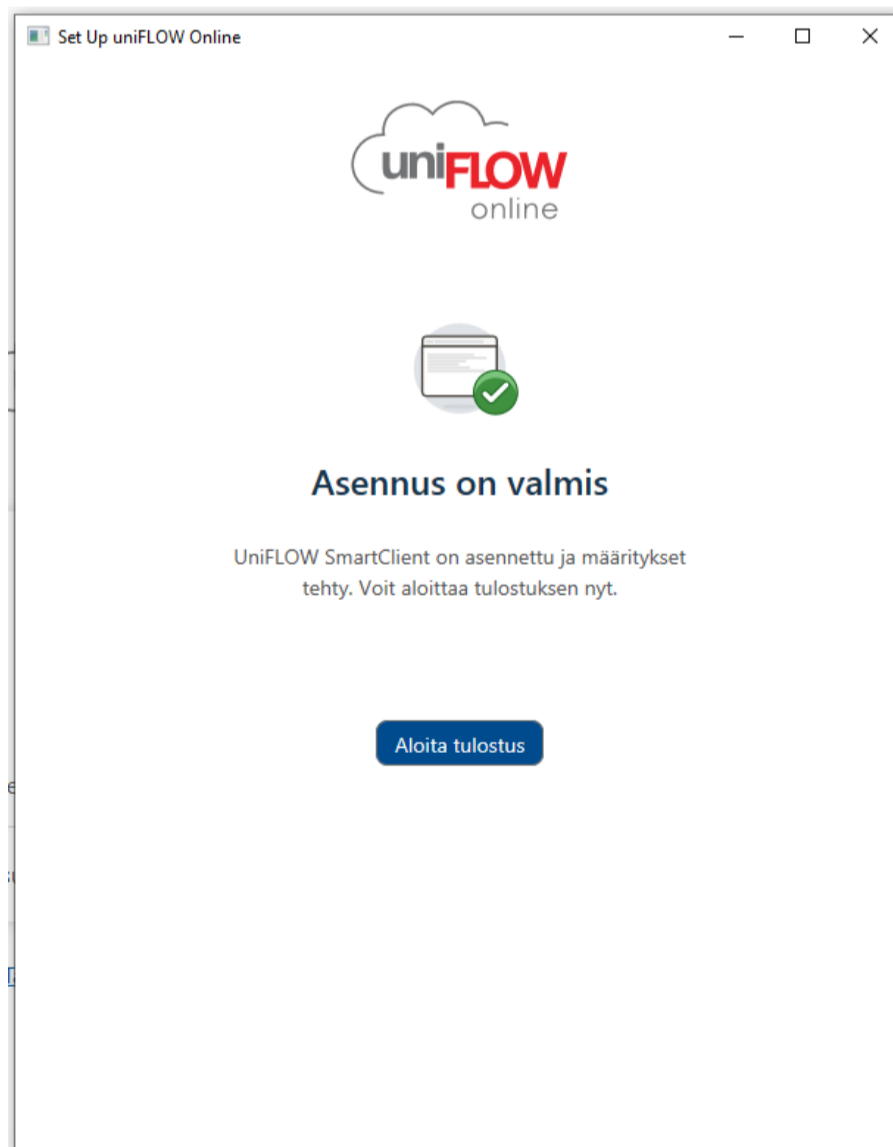 Set Up uniFLOW Online
uniFLOW
online
Asennus on valmis
UniFLOW SmartClient on asennettu ja määritykset
tehty. Voit aloittaa tulostuksen nyt.
Aloita tulostus